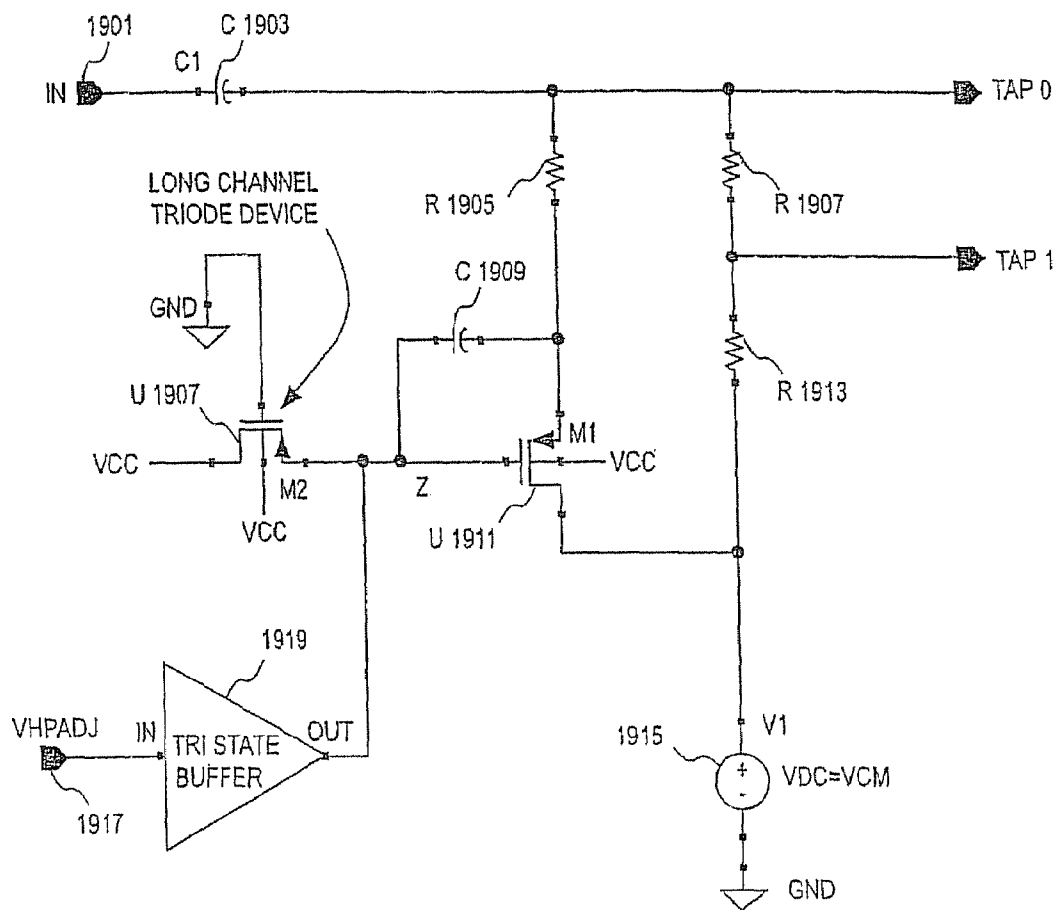 1901
C 1903
C1
IN
TAP 0
R 1905
R 1907
LONG CHANNEL
TRIODE DEVICE
TAP 1
C 1909
GND
R 1913
U 1907
M1
VCC
VCC
M2
Z
VCC
U 1911
1919
VHPADJ
IN
OUT
TRI STATE
BUFFER
1917
V1
1915
+
VDC=VCM
-
GND